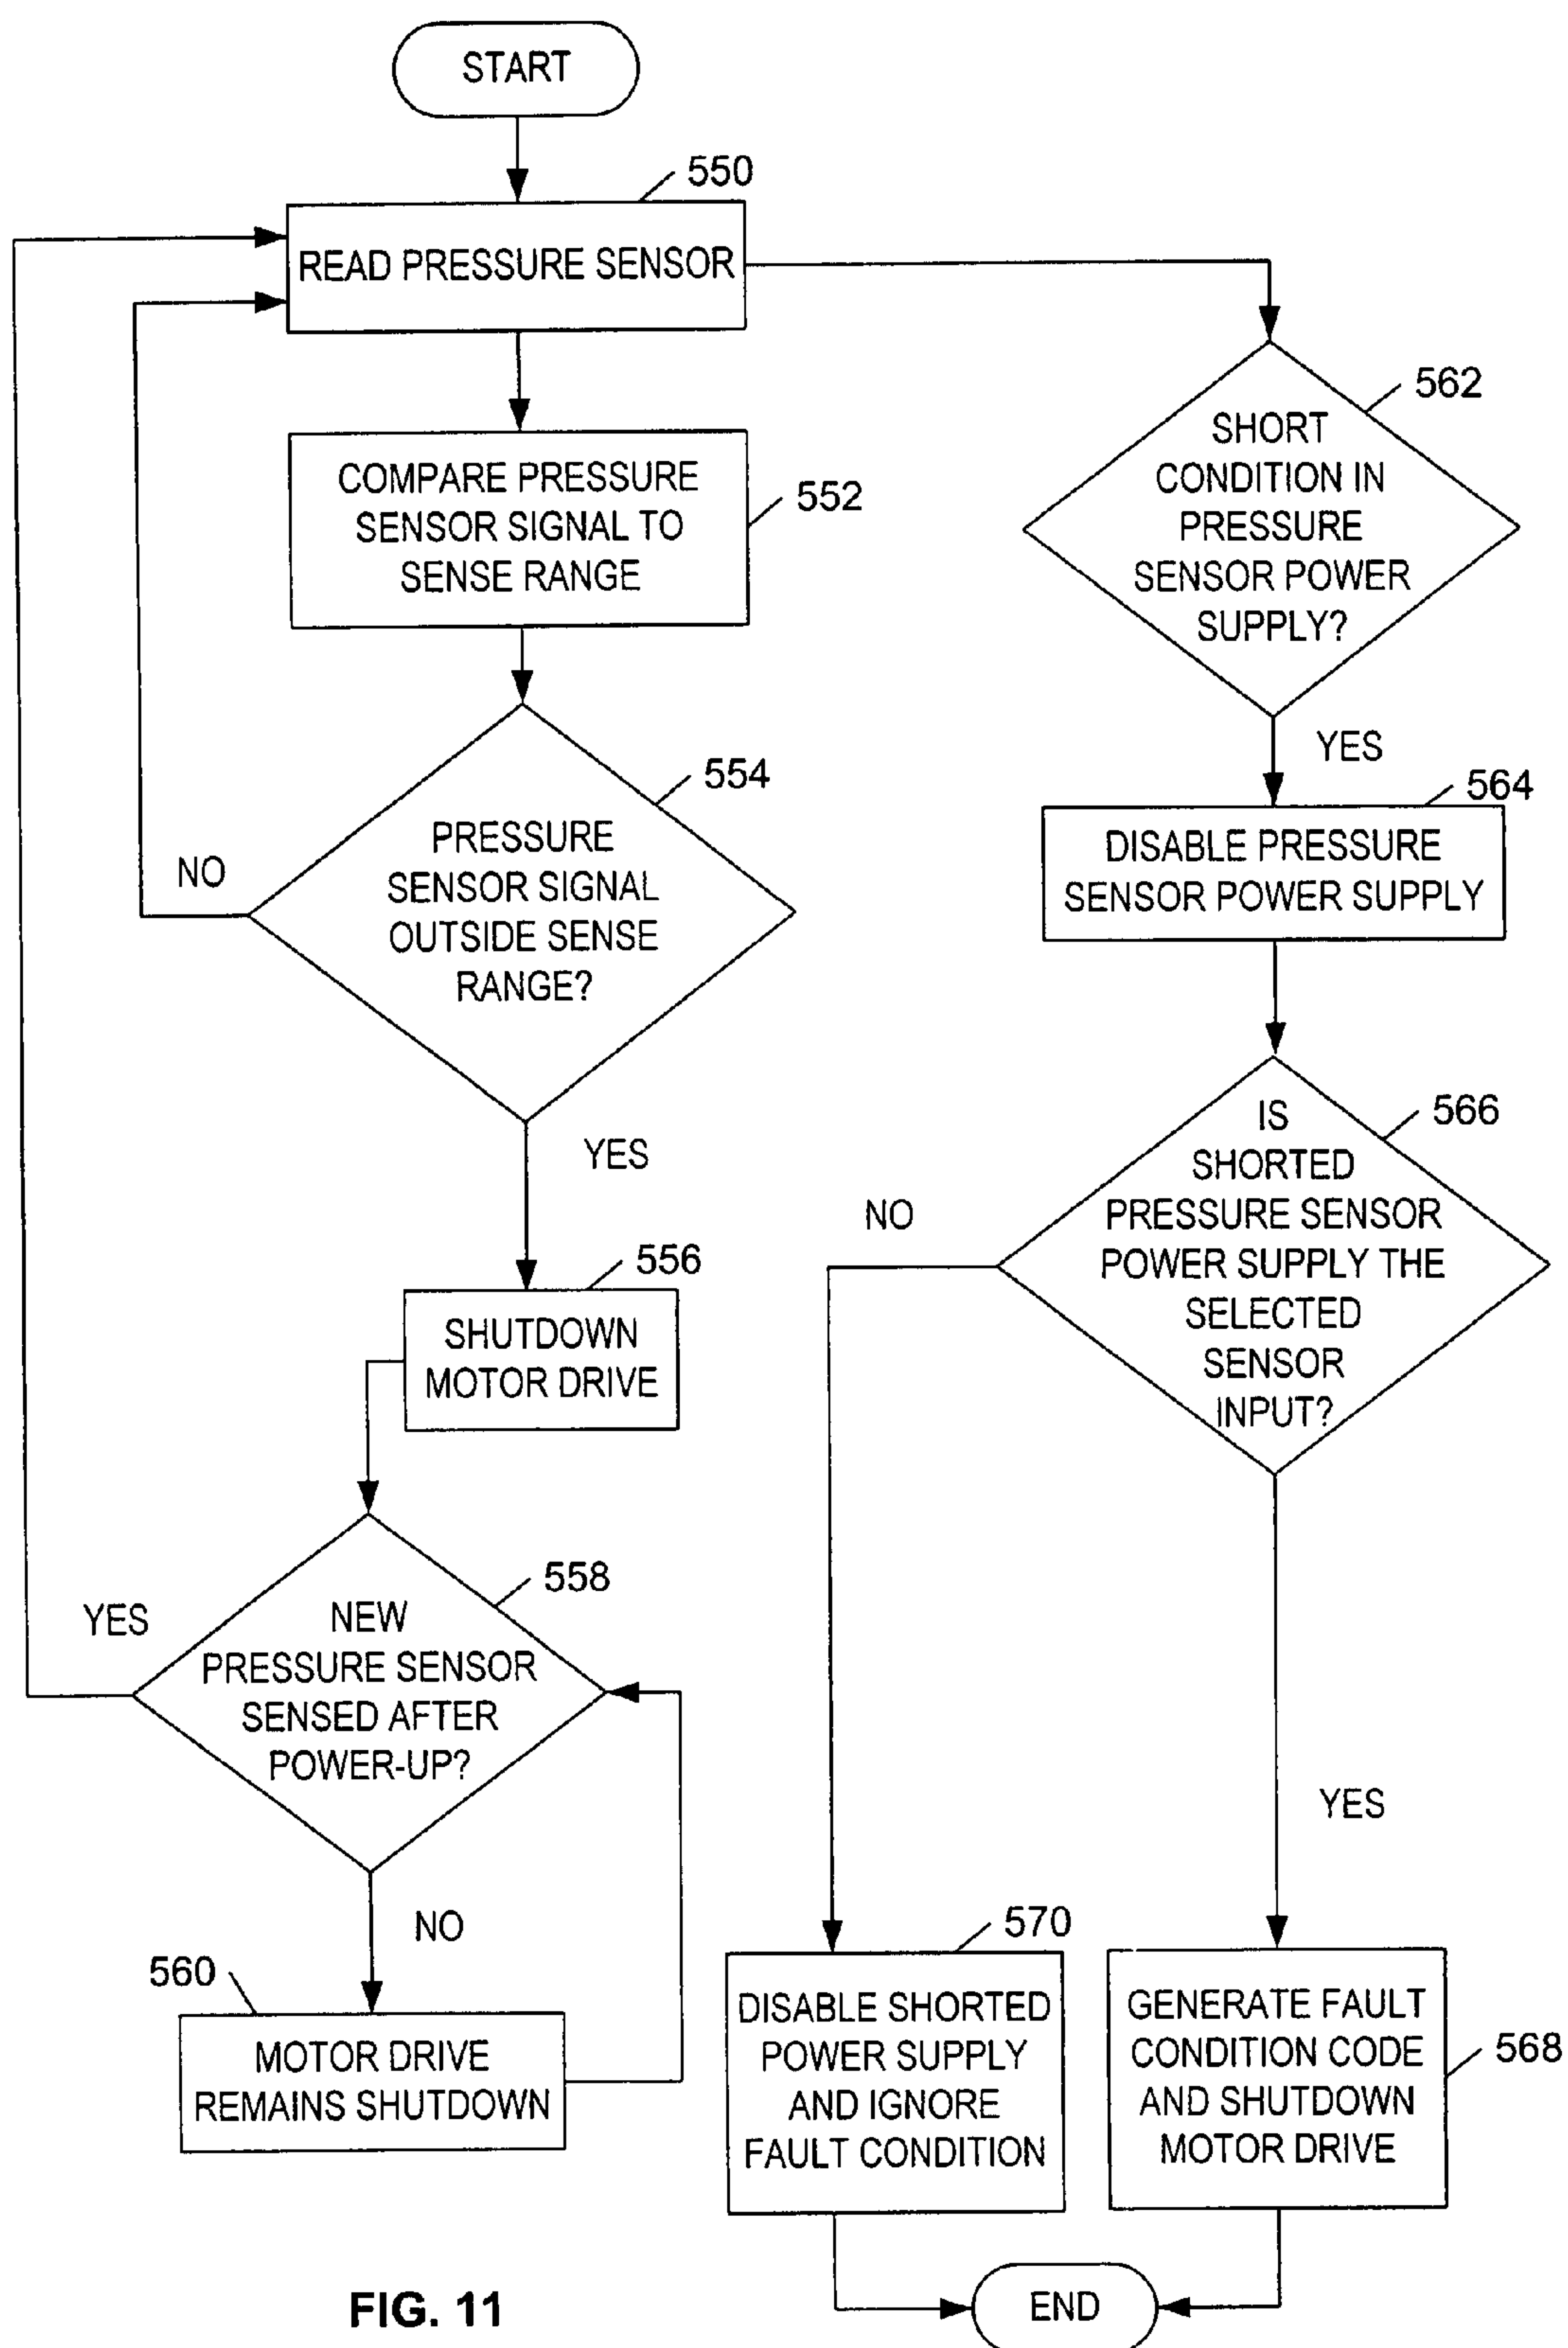 START
550
READ PRESSURE SENSOR
552
COMPARE PRESSURE
SENSOR SIGNAL TO
SENSE RANGE
554
PRESSURE
SENSOR SIGNAL
OUTSIDE SENSE
RANGE?
NO
YES
556
SHUTDOWN
MOTOR DRIVE
558
NEW
PRESSURE SENSOR
SENSED AFTER
POWER-UP?
YES
NO
560
MOTOR DRIVE
REMAINS SHUTDOWN
562
SHORT
CONDITION IN
PRESSURE
SENSOR POWER
SUPPLY?
YES
564
DISABLE PRESSURE
SENSOR POWER SUPPLY
566
IS
SHORTED
PRESSURE SENSOR
POWER SUPPLY THE
SELECTED
SENSOR
INPUT?
NO
YES
570
DISABLE SHORTED
POWER SUPPLY
AND IGNORE
FAULT CONDITION
568
GENERATE FAULT
CONDITION CODE
AND SHUTDOWN
MOTOR DRIVE
END
FIG. 11